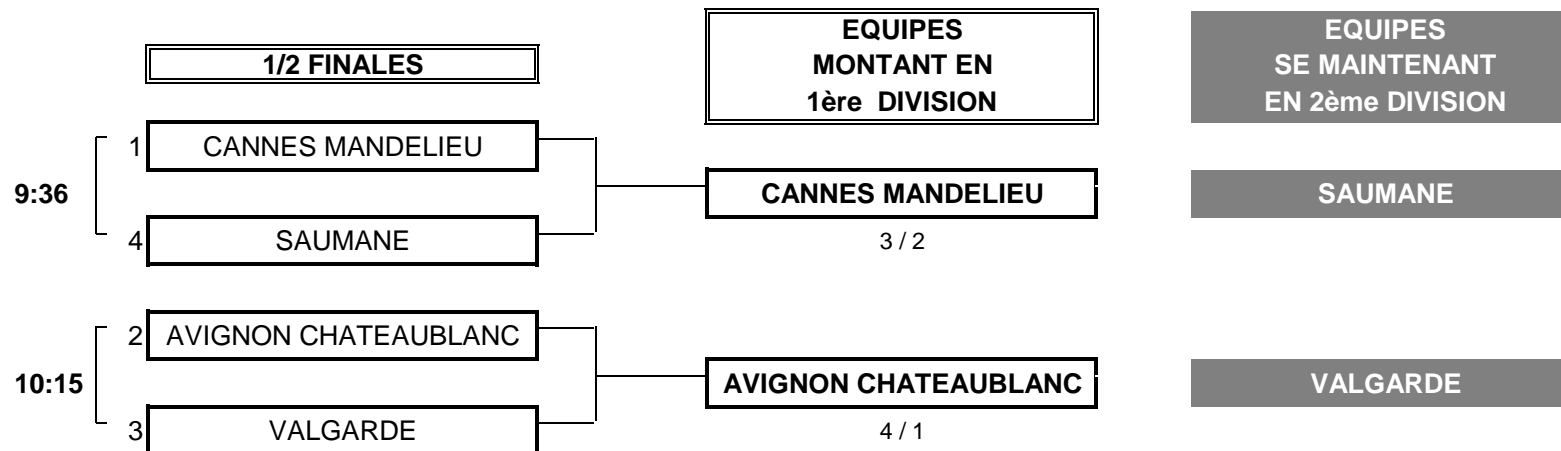 1/2 FINALES
EQUIPES
MONTANT EN
1ère DIVISION
EQUIPES
SE MAINTENANT
EN 2ème DIVISION
9:36
1 CANNES MANDELIEU
4 SAUMANE
CANNES MANDELIEU
3 / 2
SAUMANE
10:15
2 AVIGNON CHATEAUBLANC
3 VALGARDE
AVIGNON CHATEAUBLANC
4 / 1
VALGARDE